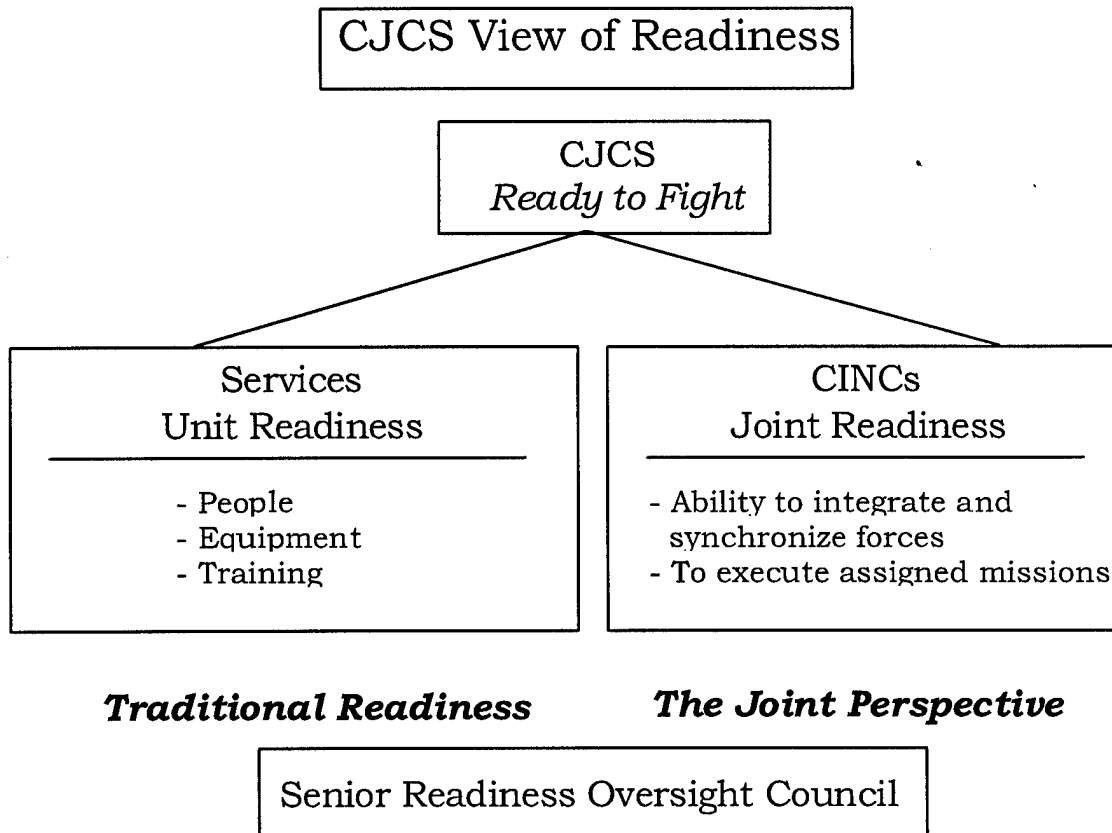 CJCS View of Readiness
CJCS
Ready to Fight
Services
Unit Readiness
- People
- Equipment
- Training
CINCs
Joint Readiness
- Ability to integrate and
synchronize forces
- To execute assigned missions
Traditional Readiness
The Joint Perspective
Senior Readiness Oversight Council